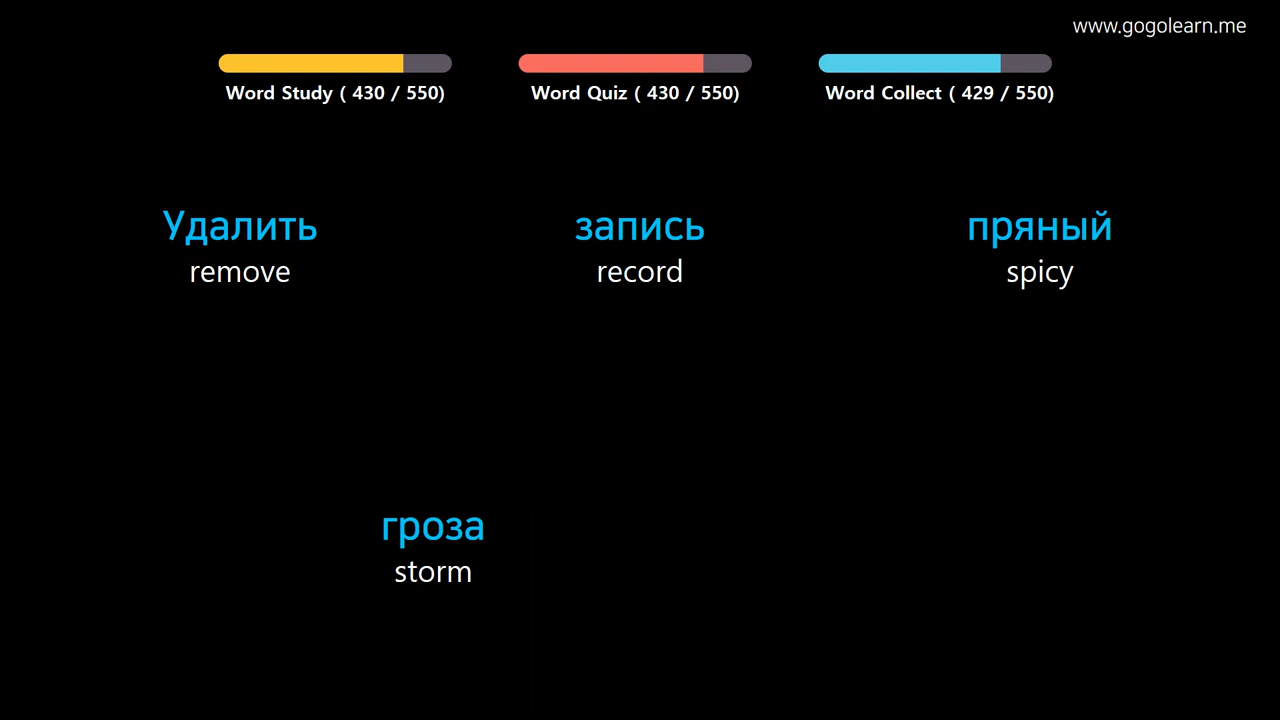 www.gogolearn.me
Word Study ( 430 / 550)
Word Quiz ( 430 / 550)
Word Collect ( 429 / 550)
Удалить
remove
запись
record
пряный
spicy
гроза
storm